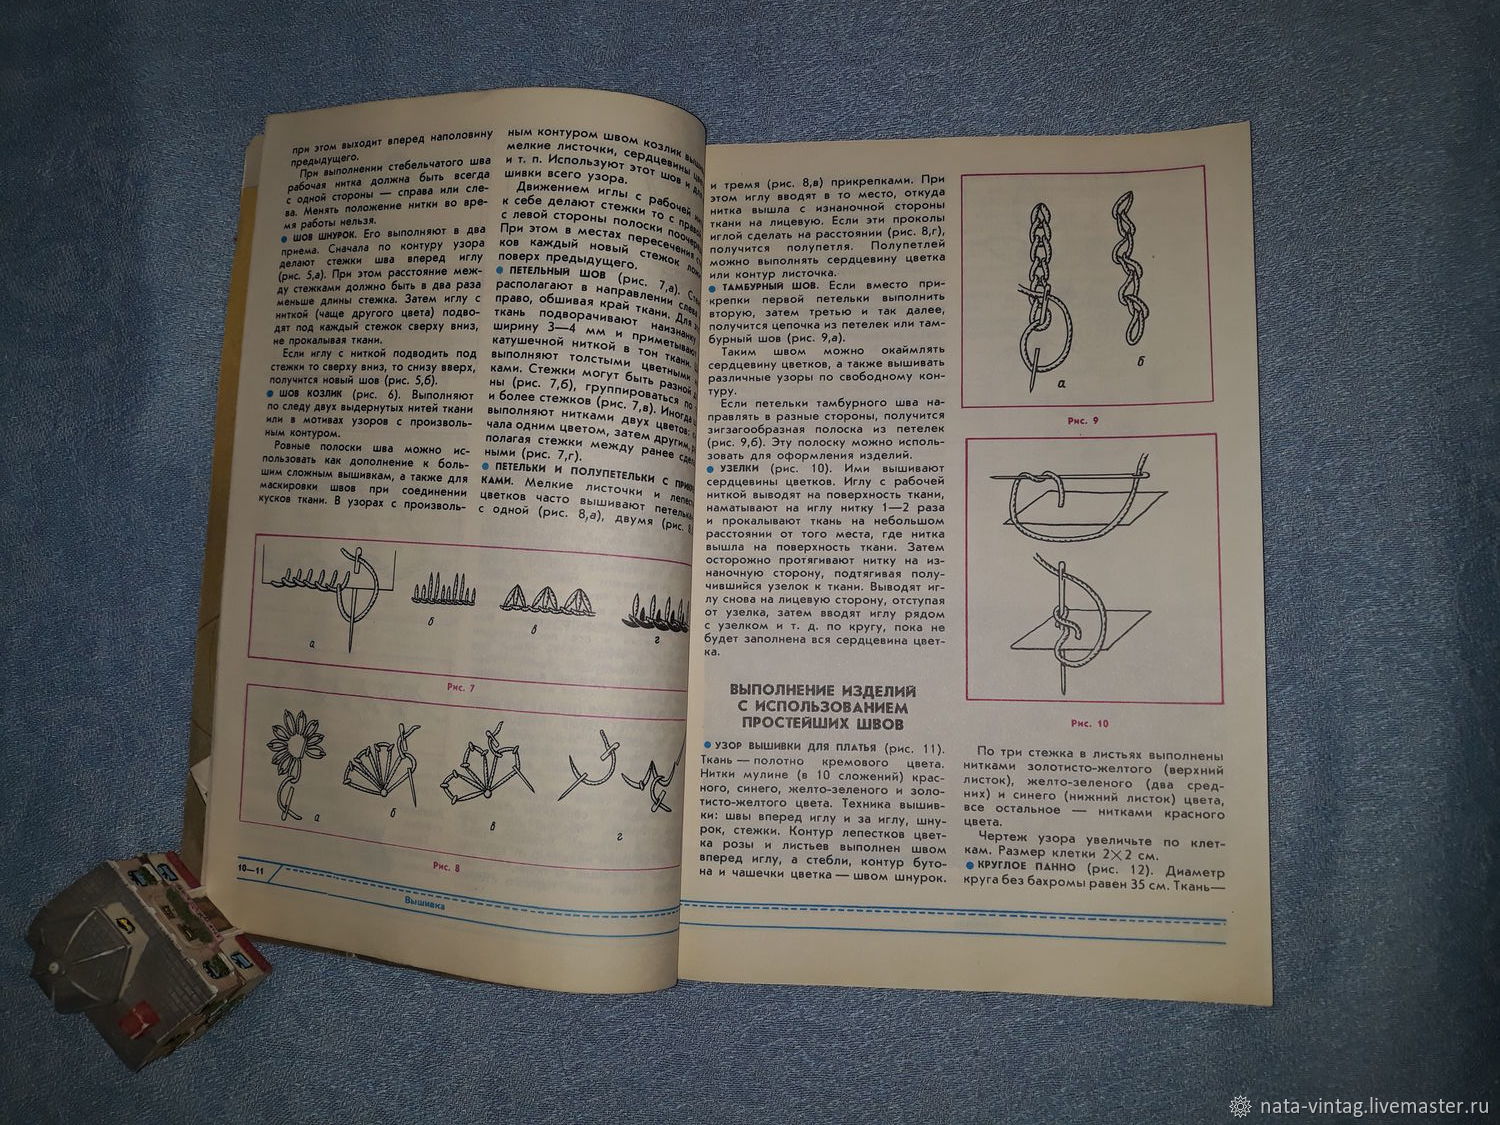 при этом выходит вперед наполовину
предыдущего.
При выполнении стебельчатого шва
рабочая нитка должна быть всегда
с одной стороны — справа или сле-
ва. Менять положение нитки во вре-
мя работы нельзя.
● ШОВ ШНУРОК. Его выполняют в два
приема. Сначала по контуру узора
делают стежки шва вперед иглу
(рис. 5,а). При этом расстояние меж-
ду стежками должно быть в два раза
меньше длины стежка. Затем иглу с
ниткой (чаще другого цвета) подво-
дят под каждый стежок сверху вниз,
не прокалывая ткани.
Если иглу с ниткой подводить под
стежки то сверху вниз, то снизу вверх,
получится новый шов (рис. 5,б).
● ШОВ КОЗЛИК (рис. 6). Выполняют
по следу двух выдернутых нитей ткани
или в мотивах узоров с произволь-
ным контуром.
Ровные полоски шва можно ис-
пользовать как дополнение к боль-
шим сложным вышивкам, а также для
маскировки швов при соединении
кусков ткани. В узорах с произволь-
ным контуром швом козлик
мелкие листочки, сердцевины
и т. п. Используют этот шов и
шивки всего узора.
Движением иглы с рабочей
к себе делают стежки то с
с левой стороны полоски
При этом в местах пересечения
ков каждый новый стежок
поверх предыдущего.
● ПЕТЕЛЬНЫЙ ШОВ (рис. 7,а).
располагают в направлении
право, обшивая край ткани. Для
ткань подворачивают наизнанку
ширину 3—4 мм и приметывают
катушечной ниткой в тон ткани.
выполняют толстыми цветными
ками. Стежки могут быть разной
ны (рис. 7,б), группироваться по
и более стежков (рис. 7,в). Иногда
выполняют нитками двух цветов:
чала одним цветом, затем другим,
полагая стежки между ранее
ными (рис. 7,г).
● ПЕТЕЛЬКИ И ПОЛУПЕТЕЛЬКИ С
КАМИ. Мелкие листочки и
цветков часто вышивают
с одной (рис. 8,а), двумя (рис.
а
б
в
г
Рис. 7
а
б
в
г
Рис. 8
10—11
Вышивка
и тремя (рис. 8,в) прикрепками. При
этом иглу вводят в то место, откуда
нитка вышла с изнаночной стороны
ткани на лицевую. Если эти проколы
иглой сделать на расстоянии (рис. 8,г),
получится полупетля. Полупетлей
можно выполнять сердцевину цветка
или контур листочка.
● ТАМБУРНЫЙ ШОВ. Если вместо при-
крепки первой петельки выполнить
вторую, затем третью и так далее,
получится цепочка из петелек или там-
бурный шов (рис. 9,а).
Таким швом можно окаймлять
сердцевину цветков, а также вышивать
различные узоры по свободному кон-
туру.
Если петельки тамбурного шва на-
правлять в разные стороны, получится
зигзагообразная полоска из петелек
(рис. 9,б). Эту полоску можно исполь-
зовать для оформления изделий.
● УЗЕЛКИ (рис. 10). Ими вышивают
сердцевины цветков. Иглу с рабочей
ниткой выводят на поверхность ткани,
наматывают на иглу нитку 1—2 раза
и прокалывают ткань на небольшом
расстоянии от того места, где нитка
вышла на поверхность ткани. Затем
осторожно протягивают нитку на из-
наночную сторону, подтягивая полу-
чившийся узелок к ткани. Выводят иг-
лу снова на лицевую сторону, отступая
от узелка, затем вводят иглу рядом
с узелком и т. д. по кругу, пока не
будет заполнена вся сердцевина цвет-
ка.
ВЫПОЛНЕНИЕ ИЗДЕЛИЙ
С ИСПОЛЬЗОВАНИЕМ
ПРОСТЕЙШИХ ШВОВ
● УЗОР ВЫШИВКИ ДЛЯ ПЛАТЬЯ (рис. 11).
Ткань — полотно кремового цвета.
Нитки мулине (в 10 сложений) крас-
ного, синего, желто-зеленого и золо-
тисто-желтого цвета. Техника вышив-
ки: швы вперед иглу и за иглу, шну-
рок, стежки. Контур лепестков цвет-
ка розы и листьев выполнен швом
вперед иглу, а стебли, контур буто-
на и чашечки цветка — швом шнурок.
а
б
Рис. 9
Рис. 10
По три стежка в листьях выполнены
нитками золотисто-желтого (верхний
листок), желто-зеленого (два сред-
них) и синего (нижний листок) цвета,
все остальное — нитками красного
цвета.
Чертеж узора увеличьте по клет-
кам. Размер клетки 2×2 см.
● КРУГЛОЕ ПАННО (рис. 12). Диаметр
круга без бахромы равен 35 см. Ткань—
nata-vintag.livemaster.ru